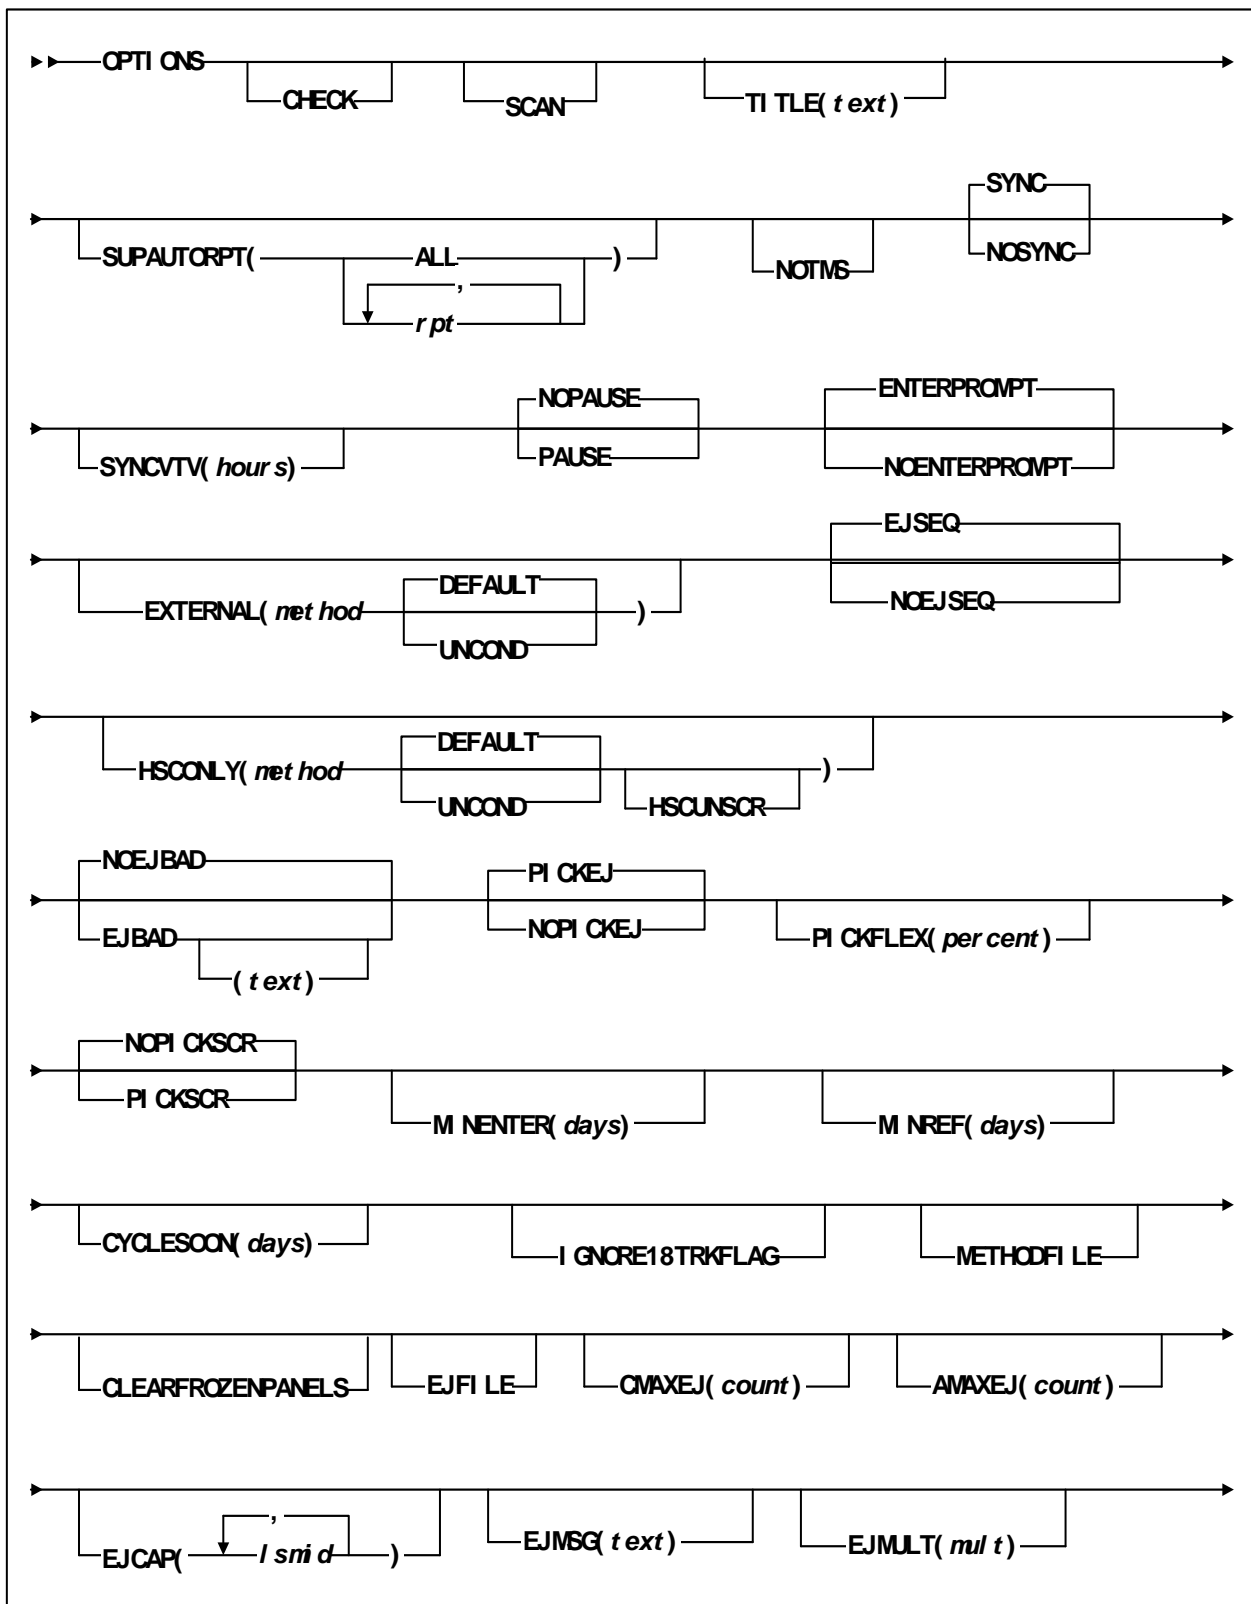 OPTIONS
CHECK
SCAN
TITLE(text)
SUPAUTORPT( ALL )
,
rpt
NOTMS
SYNC
NOSYNC
SYNCVTV(hours)
NOPAUSE
PAUSE
ENTERPROMPT
NOENTERPROMPT
EXTERNAL(method DEFAULT )
UNCOND
EJSEQ
NOEJSEQ
HSCONLY(method DEFAULT )
UNCOND
HSCUNSCR
NOEJBAD
EJBAD
(text)
PICKEJ
NOPICKEJ
PICKFLEX(percent)
NOPICKSCR
PICKSCR
MINENTER(days)
MINREF(days)
CYCLESOON(days)
IGNORE18TRKFLAG
METHODFILE
CLEARFROZENPANELS
EJFILE
CMAXEJ(count)
AMAXEJ(count)
,
EJCAP( lsmid )
EJMSG(text)
EJMULT(mult)